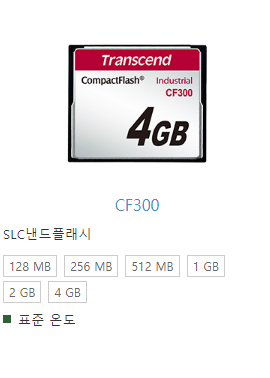 Transcend
CompactFlash® Industrial
CF300
4GB
CF300
SLC낸드플래시
128 MB 256 MB 512 MB 1 GB
2 GB 4 GB
표준 온도